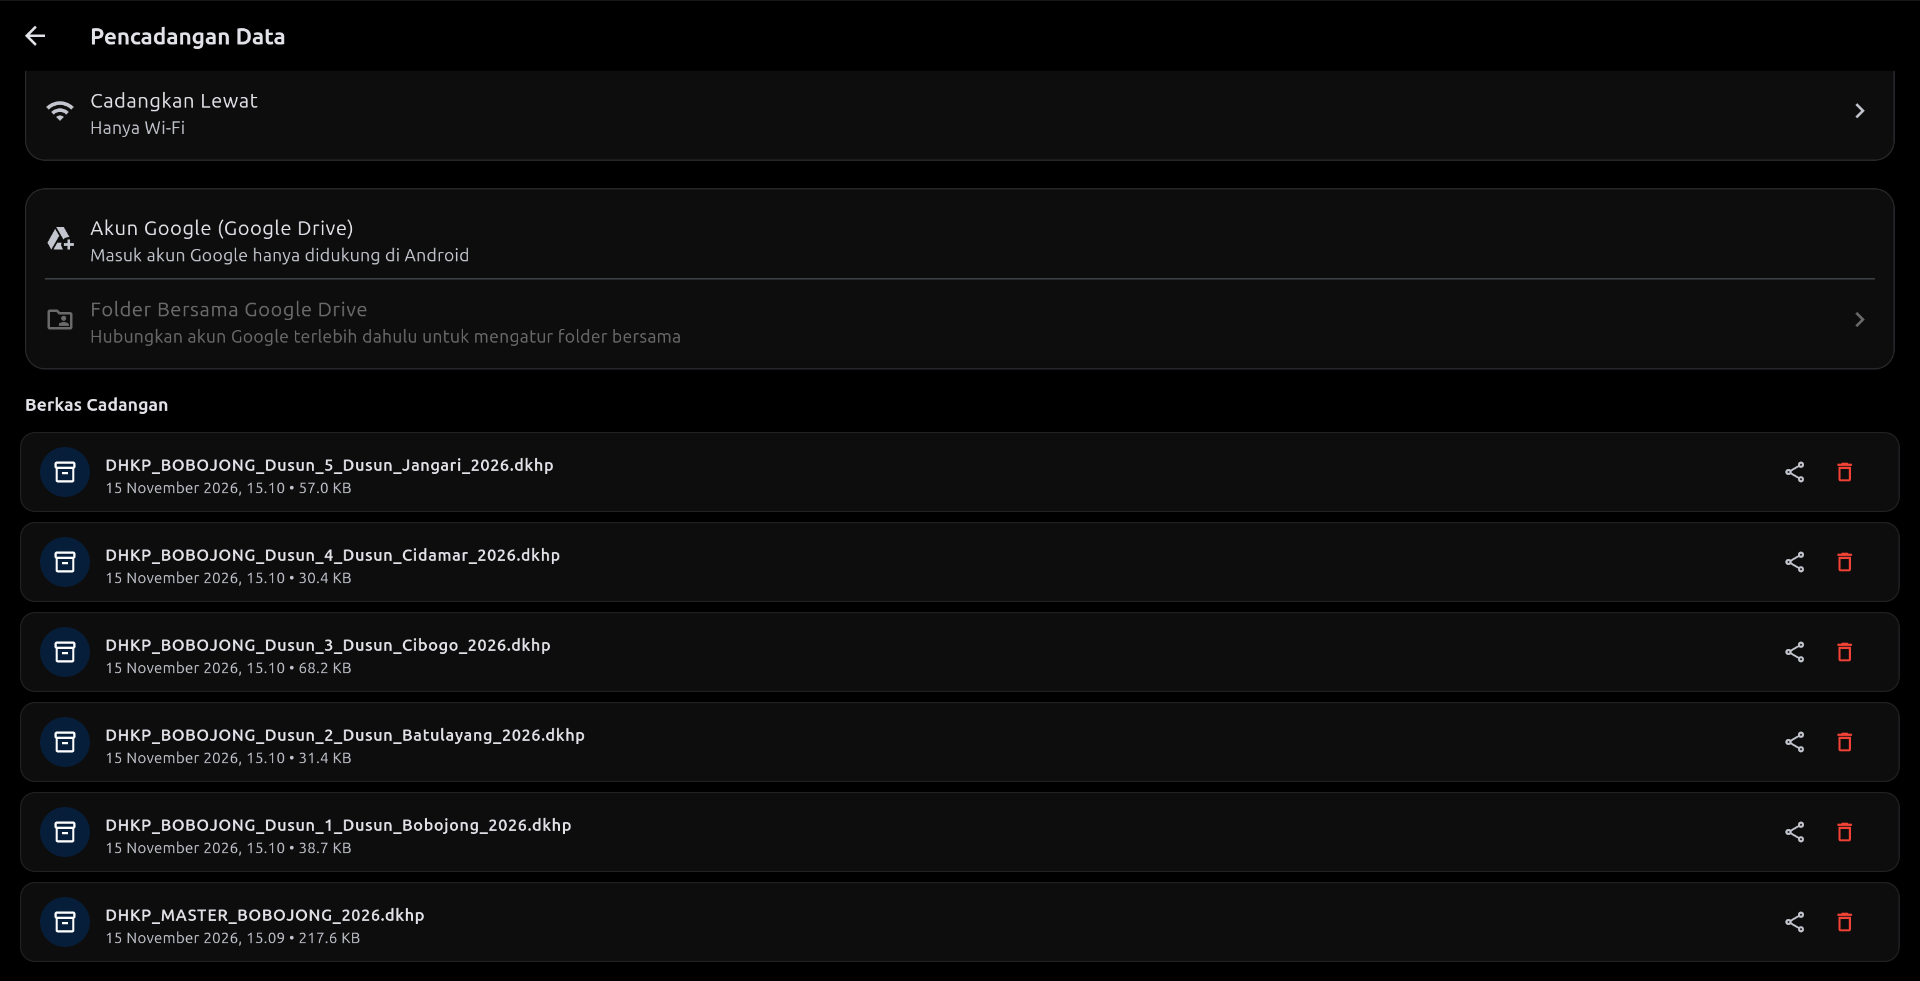 Pencadangan Data
Cadangkan Lewat
Hanya Wi-Fi
Akun Google (Google Drive)
Masuk akun Google hanya didukung di Android
Folder Bersama Google Drive
Hubungkan akun Google terlebih dahulu untuk mengatur folder bersama
Berkas Cadangan
DHKP_BOBOJONG_Dusun_5_Dusun_Jangari_2026.dkhp
15 November 2026, 15.10 • 57.0 KB
DHKP_BOBOJONG_Dusun_4_Dusun_Cidamar_2026.dkhp
15 November 2026, 15.10 • 30.4 KB
DHKP_BOBOJONG_Dusun_3_Dusun_Cibogo_2026.dkhp
15 November 2026, 15.10 • 68.2 KB
DHKP_BOBOJONG_Dusun_2_Dusun_Batulayang_2026.dkhp
15 November 2026, 15.10 • 31.4 KB
DHKP_BOBOJONG_Dusun_1_Dusun_Bobojong_2026.dkhp
15 November 2026, 15.10 • 38.7 KB
DHKP_MASTER_BOBOJONG_2026.dkhp
15 November 2026, 15.09 • 217.6 KB